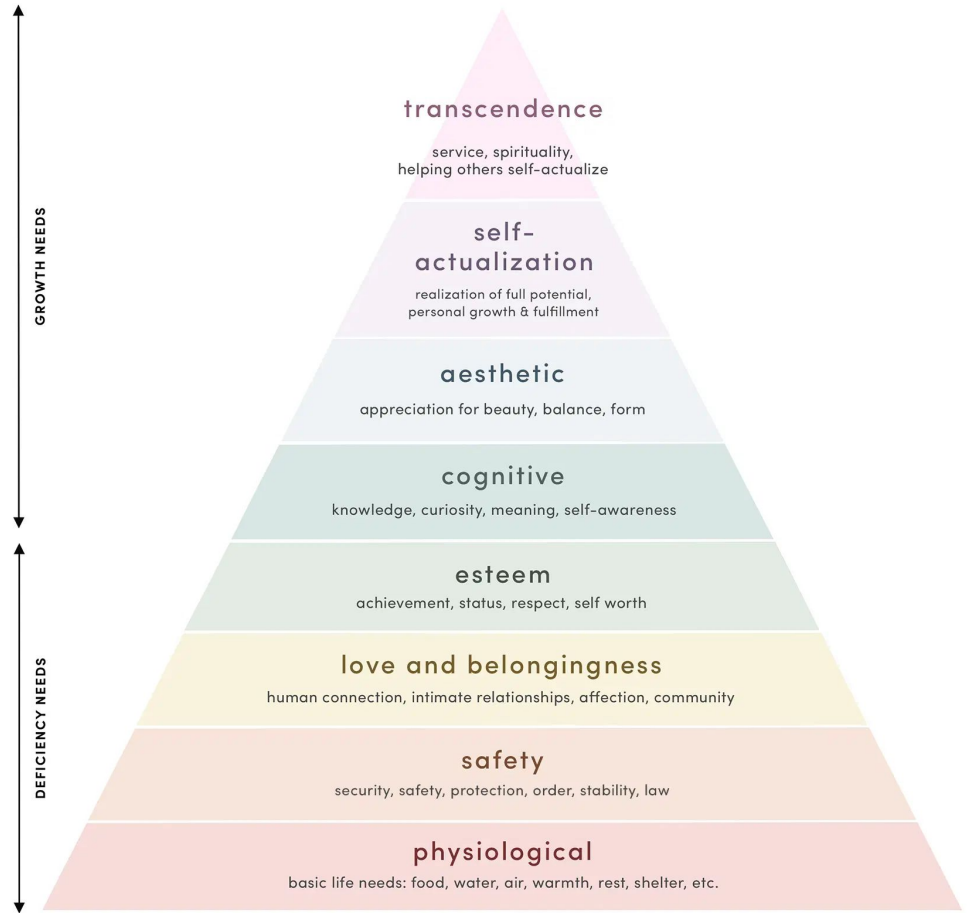 transcendence
service, spirituality,
helping others self-actualize
self-
actualization
realization of full potential,
personal growth & fulfillment
aesthetic
appreciation for beauty, balance, form
cognitive
knowledge, curiosity, meaning, self-awareness
GROWTH NEEDS
esteem
achievement, status, respect, self worth
love and belongingness
human connection, intimate relationships, affection, community
safety
security, safety, protection, order, stability, law
physiological
basic life needs: food, water, air, warmth, rest, shelter, etc.
DEFICIENCY NEEDS